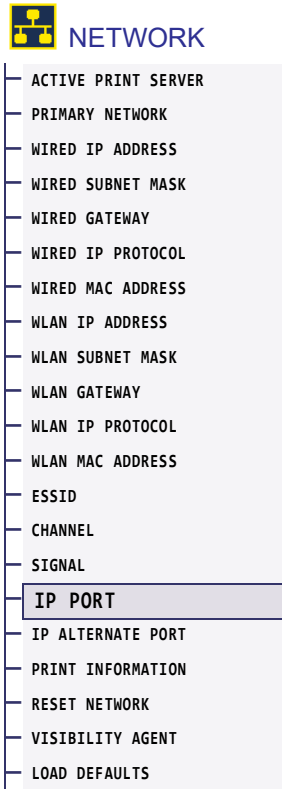 NETWORK
ACTIVE PRINT SERVER
PRIMARY NETWORK
WIRED IP ADDRESS
WIRED SUBNET MASK
WIRED GATEWAY
WIRED IP PROTOCOL
WIRED MAC ADDRESS
WLAN IP ADDRESS
WLAN SUBNET MASK
WLAN GATEWAY
WLAN IP PROTOCOL
WLAN MAC ADDRESS
ESSID
CHANNEL
SIGNAL
IP PORT
IP ALTERNATE PORT
PRINT INFORMATION
RESET NETWORK
VISIBILITY AGENT
LOAD DEFAULTS